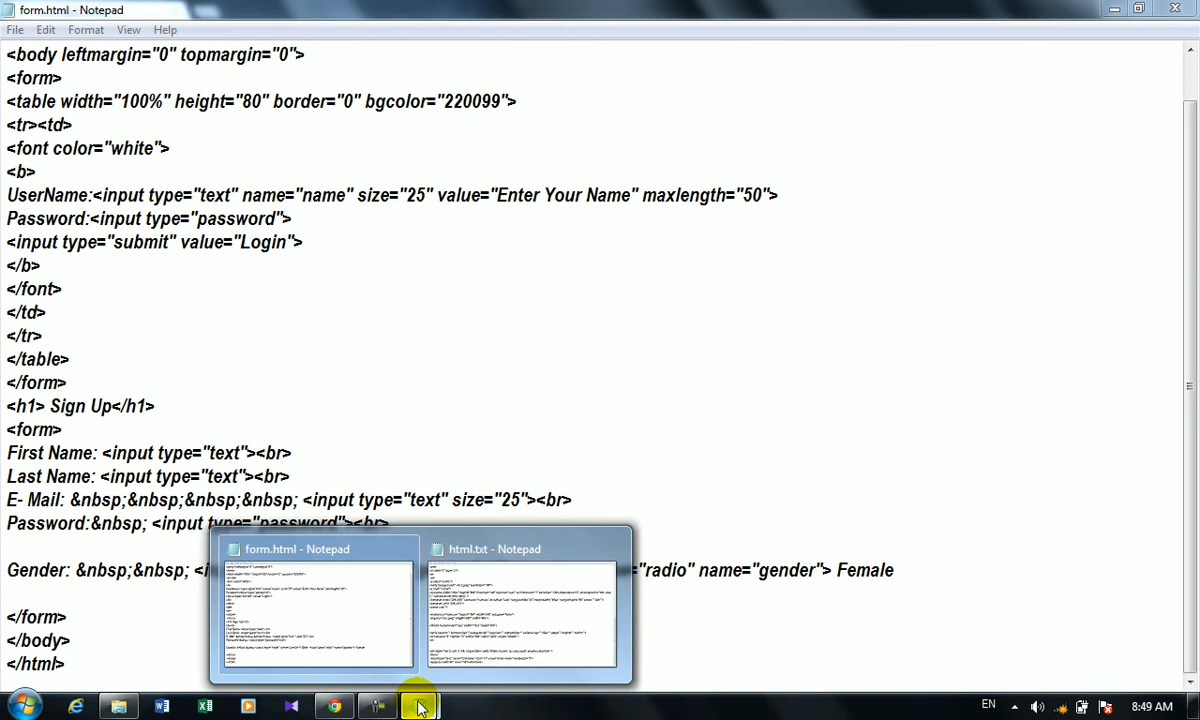 form.html - Notepad
File Edit Format View Help
<body leftmargin="0" topmargin="0">
<form>
<table width="100%" height="80" border="0" bgcolor="220099">
<tr><td>
<font color="white">
<b>
UserName:<input type="text" name="name" size="25" value="Enter Your Name" maxlength="50">
Password:<input type="password">
<input type="submit" value="Login">
</b>
</font>
</td>
</tr>
</table>
</form>
<h1> Sign Up</h1>
<form>
First Name: <input type="text"><br>
Last Name: <input type="text"><br>
E- Mail: &nbsp;&nbsp;&nbsp;&nbsp; <input type="text" size="25"><br>
Password:&nbsp; <input type="password"><br>
form.html - Notepad html.txt - Notepad
Gender: &nbsp;&nbsp; <i ="radio" name="gender"> Female
</form>
</body>
</html>
EN 8:49 AM